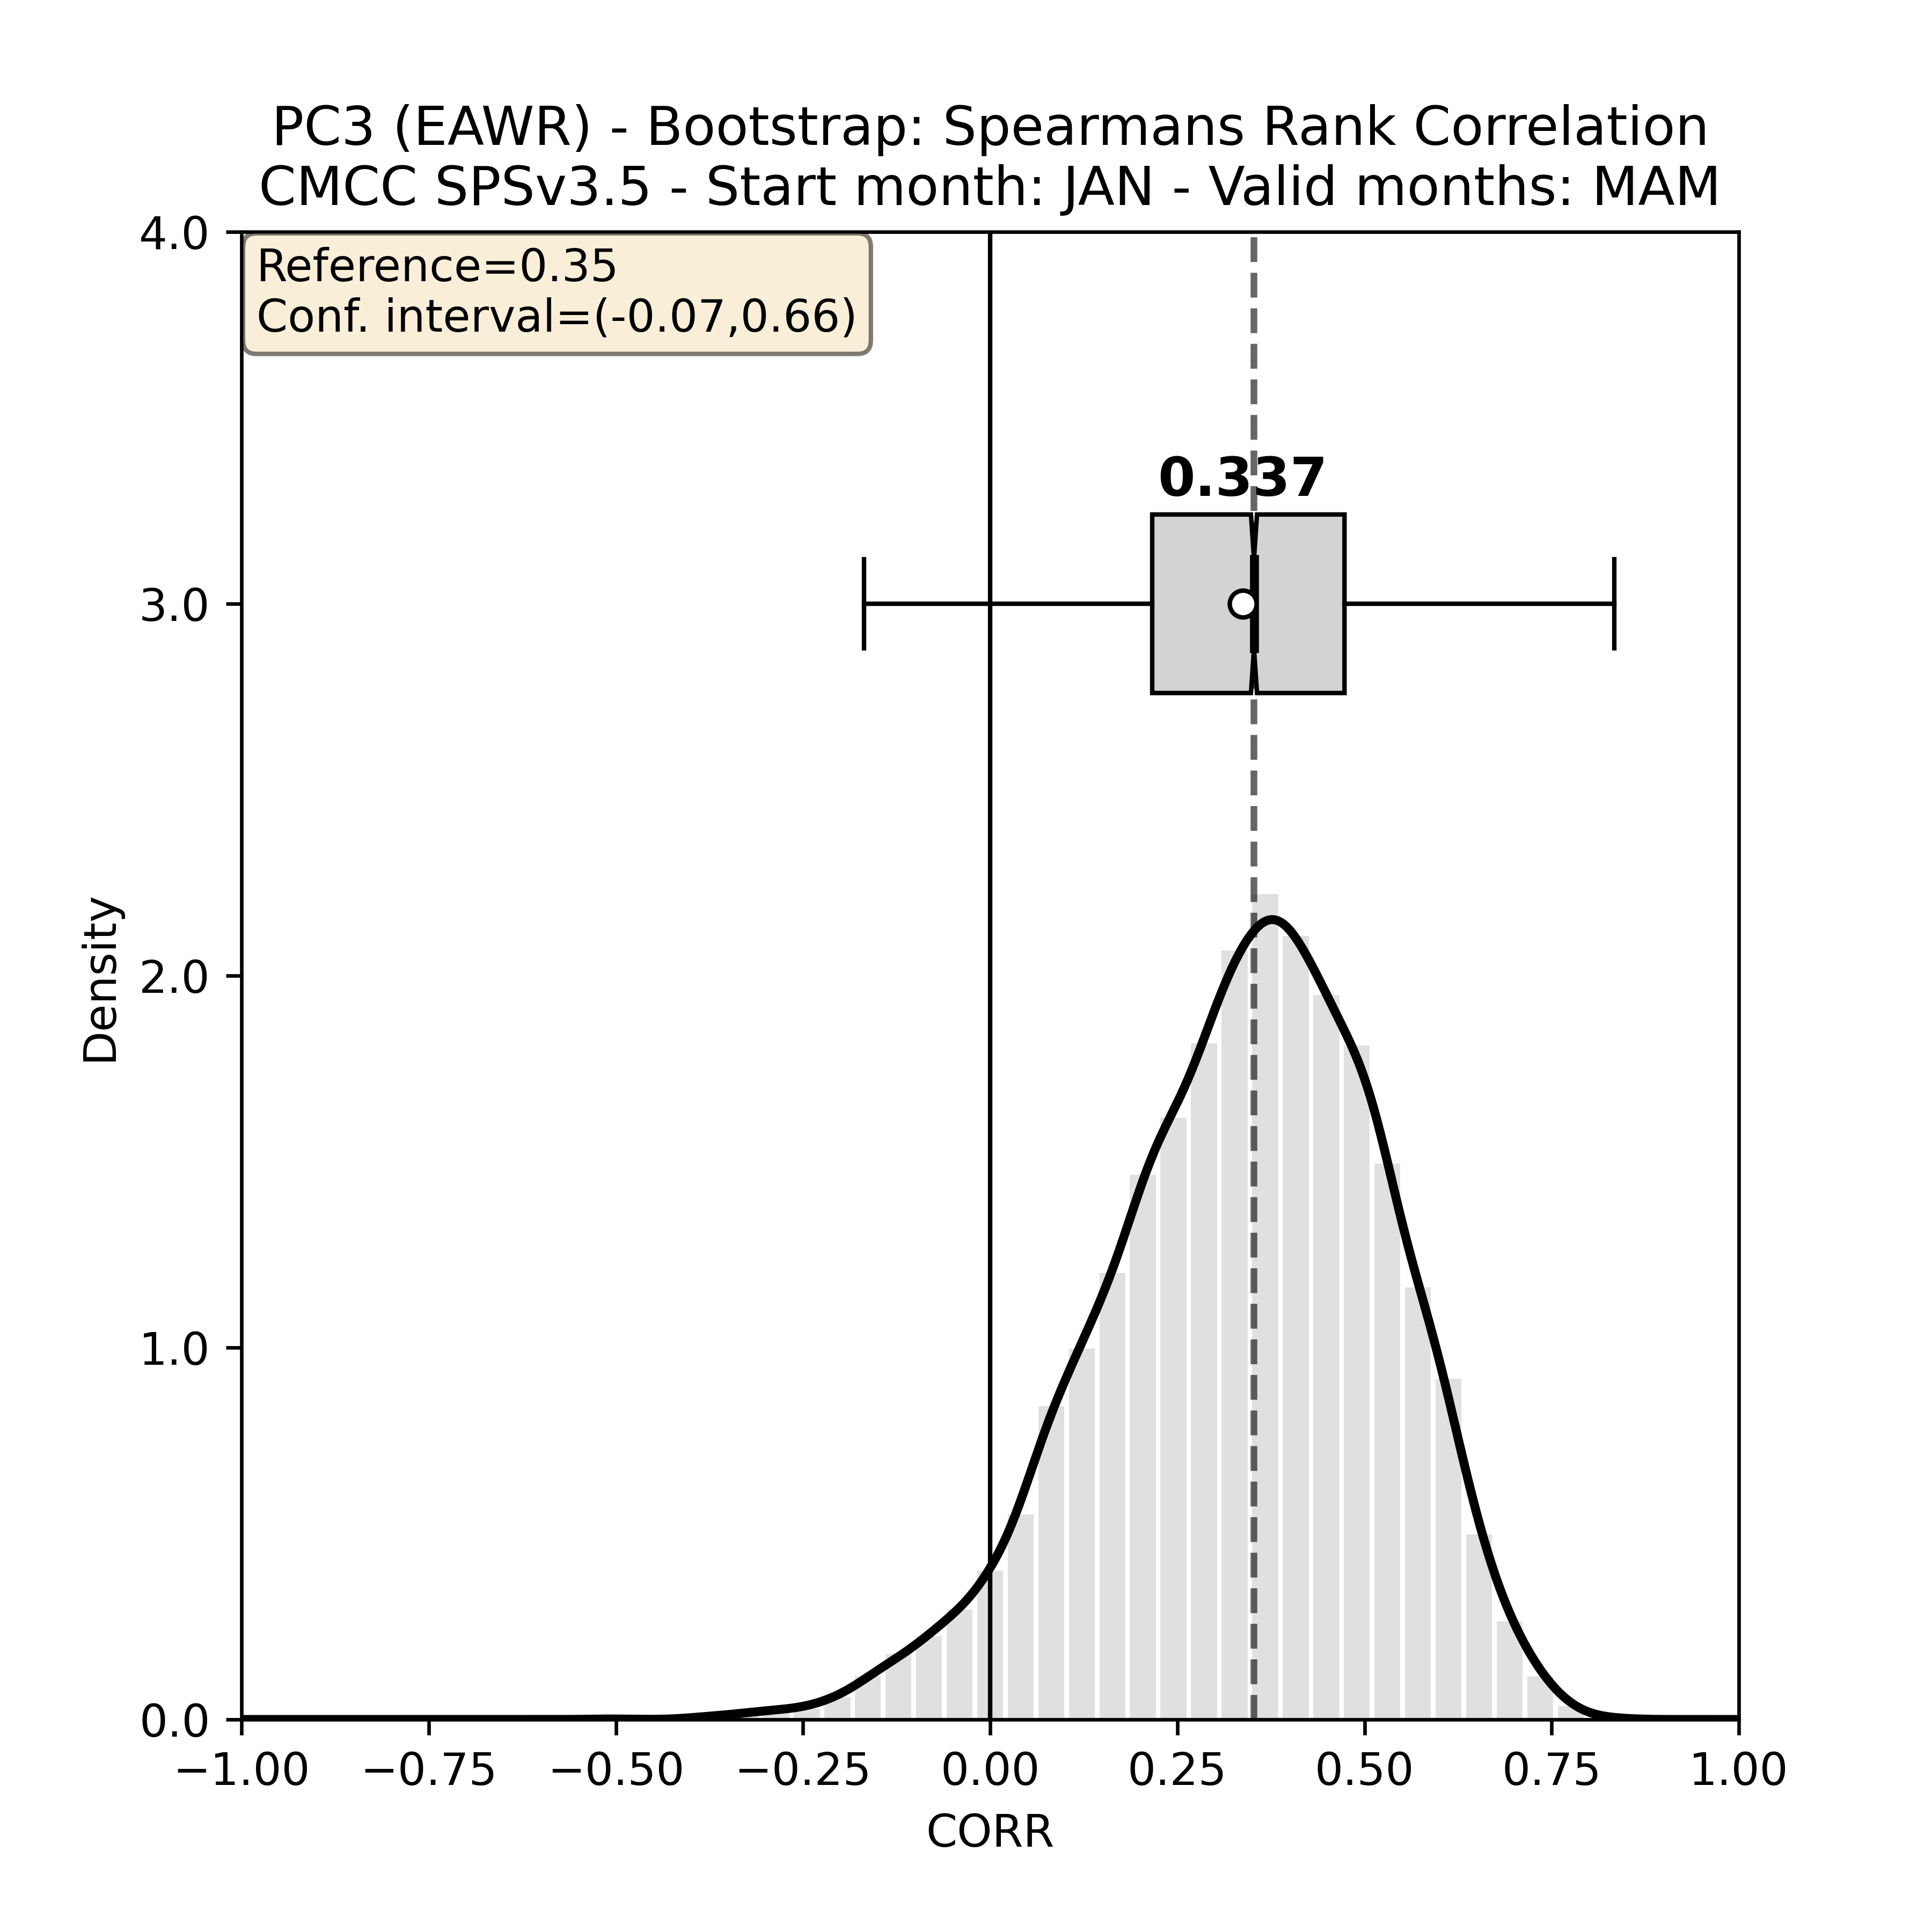 PC3 (EAWR) - Bootstrap: Spearmans Rank Correlation
CMCC SPSv3.5 - Start month: JAN - Valid months: MAM
4.0
Reference=0.35
Conf. interval=(-0.07,0.66)
0.337
3.0
Density
2.0
1.0
0.0
−1.00 −0.75 −0.50 −0.25 0.00 0.25 0.50 0.75 1.00
CORR